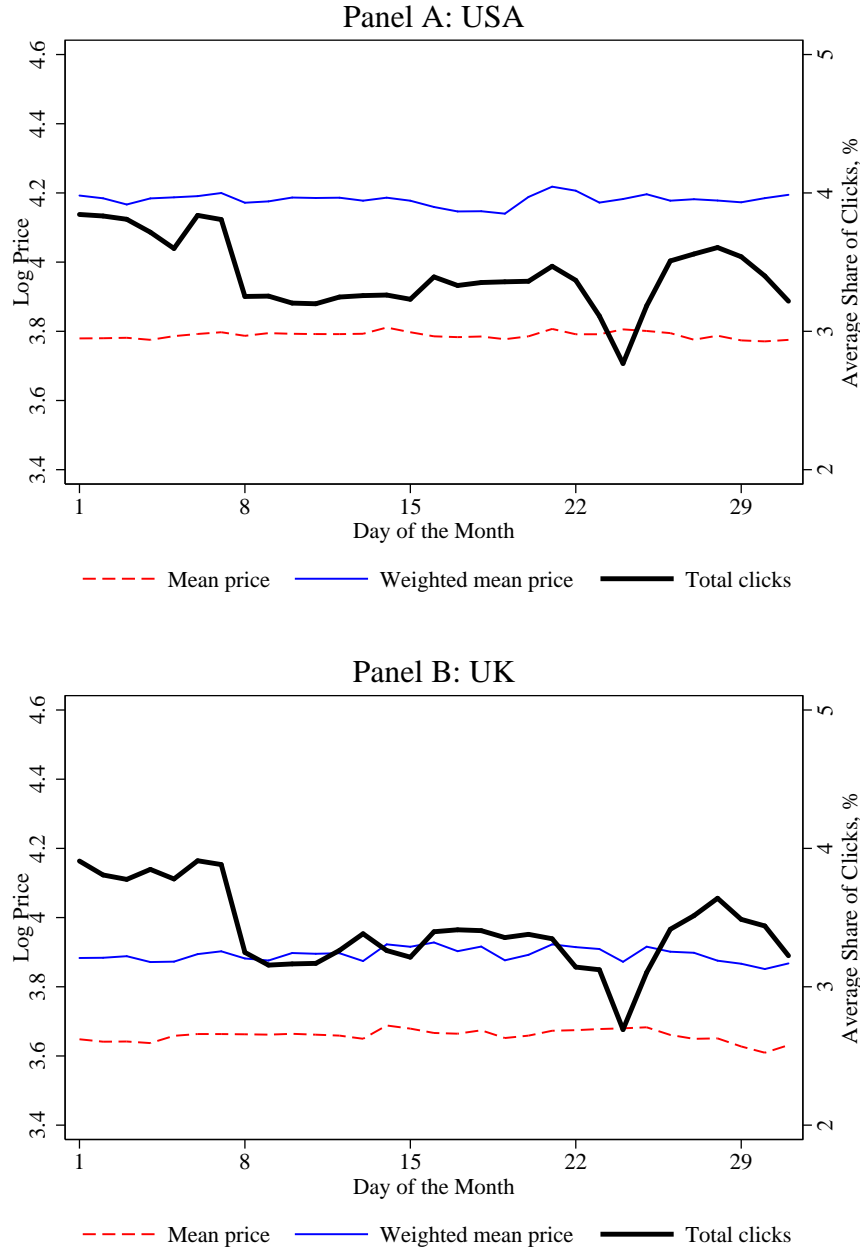 Panel A: USA
4.6
4.4
4.2
4
3.8
3.6
3.4
Log Price
5
4
3
2
Average Share of Clicks, %
1 8 15 22 29
Day of the Month
Mean price Weighted mean price Total clicks
Panel B: UK
4.6
4.4
4.2
4
3.8
3.6
3.4
Log Price
5
4
3
2
Average Share of Clicks, %
1 8 15 22 29
Day of the Month
Mean price Weighted mean price Total clicks